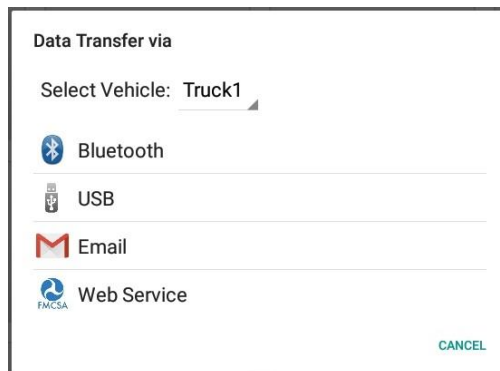 Data Transfer via
Select Vehicle: Truck1
Bluetooth
USB
Email
FMCSA Web Service
CANCEL